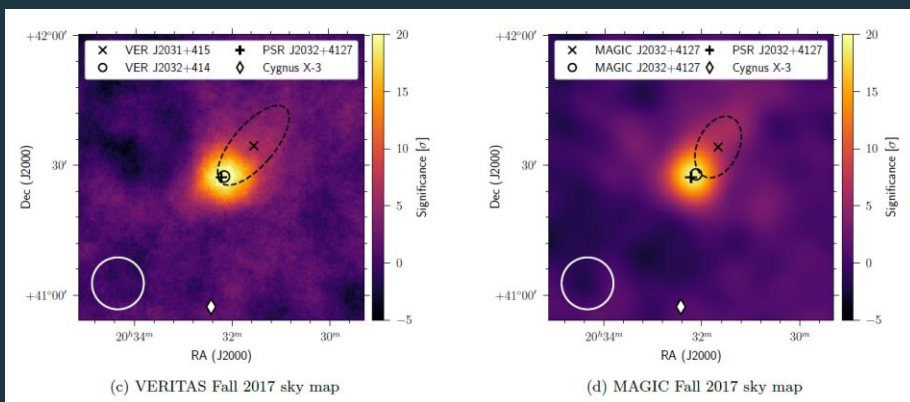 +42°00′
× VER J2031+415 + PSR J2032+4127
○ VER J2032+414 ◇ Cygnus X-3
30′
+41°00′
Dec (J2000)
20ʰ34ᵐ 32ᵐ 30ᵐ
RA (J2000)
20
15
10
5
0
−5
Significance [σ]
(c) VERITAS Fall 2017 sky map
+42°00′
× MAGIC J2032+4127 + PSR J2032+4127
○ MAGIC J2032+4127 ◇ Cygnus X-3
30′
+41°00′
Dec (J2000)
20ʰ34ᵐ 32ᵐ 30ᵐ
RA (J2000)
20
15
10
5
0
−5
Significance [σ]
(d) MAGIC Fall 2017 sky map